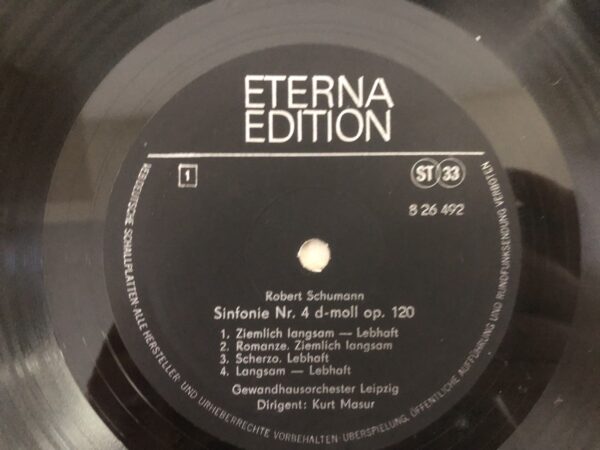 ETERNA
EDITION
1
ST 33
8 26 492
Robert Schumann
Sinfonie Nr. 4 d-moll op. 120
1. Ziemlich langsam — Lebhaft
2. Romanze. Ziemlich langsam
3. Scherzo. Lebhaft
4. Langsam — Lebhaft
Gewandhausorchester Leipzig
Dirigent: Kurt Masur
DEUTSCHE SCHALLPLATTEN·ALLE HERSTELLER- UND URHEBERRECHTE VORBEHALTEN·ÜBERSPIELUNG, ÖFFENTLICHE AUFFÜHRUNG UND RUNDFUNKSENDUNG VERBOTEN